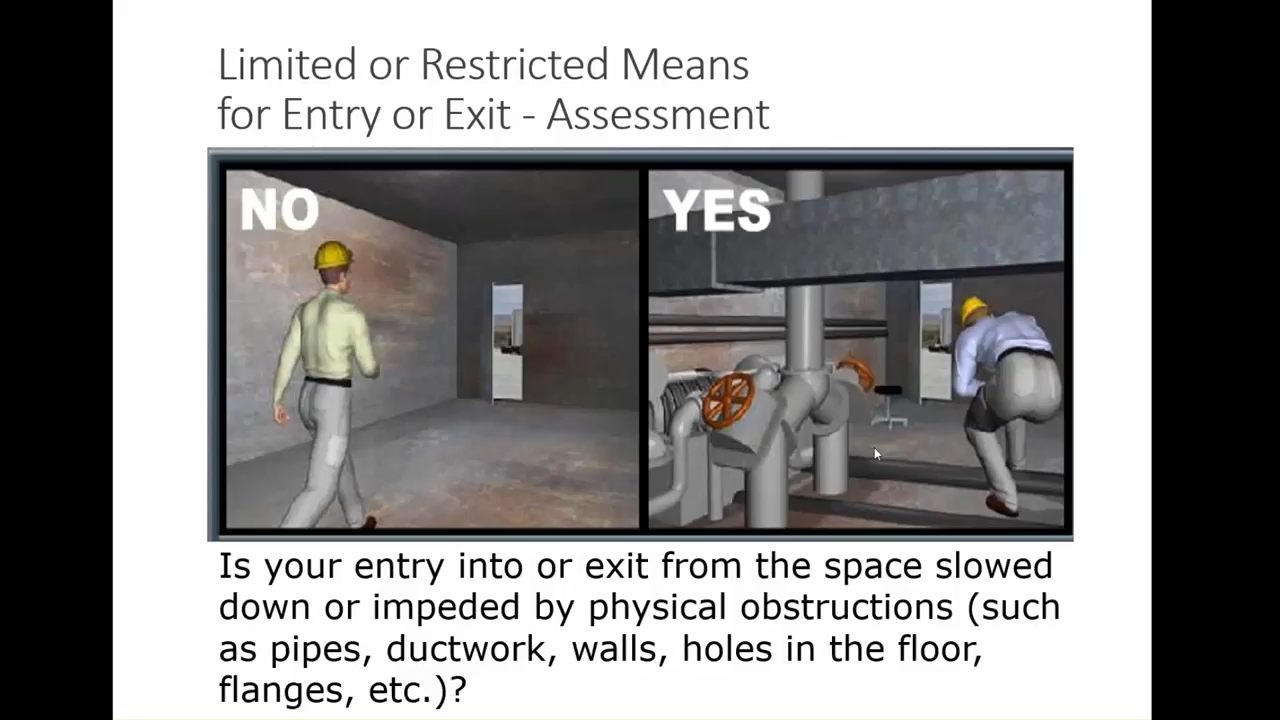 Limited or Restricted Means
for Entry or Exit - Assessment
NO
YES
Is your entry into or exit from the space slowed
down or impeded by physical obstructions (such
as pipes, ductwork, walls, holes in the floor,
flanges, etc.)?